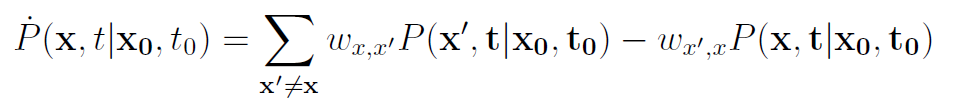 Ṗ(𝐱, t|𝐱₀, t₀) = ∑_{𝐱′≠𝐱} w_{x,x′}P(𝐱′, 𝐭|𝐱₀, 𝐭₀) − w_{x′,x}P(𝐱, 𝐭|𝐱₀, 𝐭₀)